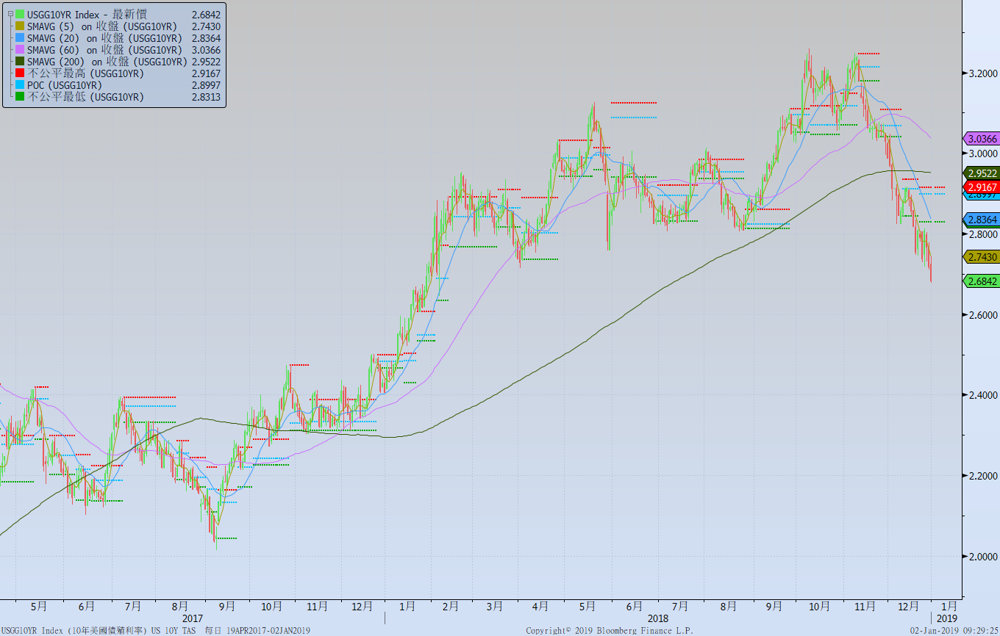 USGG10YR Index - 最新價 2.6842
SMAVG (5) on 收盤 (USGG10YR) 2.7430
SMAVG (20) on 收盤 (USGG10YR) 2.8364
SMAVG (60) on 收盤 (USGG10YR) 3.0366
SMAVG (200) on 收盤 (USGG10YR) 2.9522
不公平最高 (USGG10YR) 2.9167
POC (USGG10YR) 2.8997
不公平最低 (USGG10YR) 2.8313
3.2000
3.0366
3.0000
2.9522
2.9167
2.8997
2.8364
2.8000
2.7430
2.6842
2.6000
2.4000
2.2000
2.0000
5月 6月 7月 8月 9月 10月 11月 12月 1月 2月 3月 4月 5月 6月 7月 8月 9月 10月 11月 12月 1月
2017 2018 2019
USGG10YR Index (10年美國債殖利率) US 10Y TAS 每日 19APR2017-02JAN2019 Copyright© 2019 Bloomberg Finance L.P. 02-Jan-2019 09:29:25